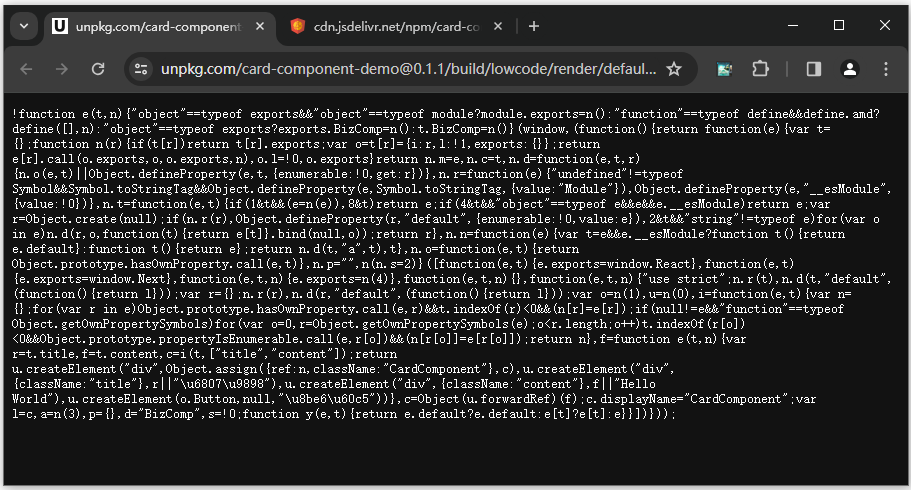 unpkg.com/card-component
cdn.jsdelivr.net/npm/card-co
unpkg.com/card-component-demo@0.1.1/build/lowcode/render/defaul...
!function e(t,n){"object"==typeof exports&&"object"==typeof module?module.exports=n():"function"==typeof define&&define.amd?
define([],n):"object"==typeof exports?exports.BizComp=n():t.BizComp=n()}(window,(function(){return function(e){var t=
{};function n(r){if(t[r])return t[r].exports;var o=t[r]={i:r,l:!1,exports:{}};return
e[r].call(o.exports,o,o.exports,n),o.l=!0,o.exports}return n.m=e,n.c=t,n.d=function(e,t,r)
{n.o(e,t)||Object.defineProperty(e,t,{enumerable:!0,get:r})},n.r=function(e){"undefined"!=typeof
Symbol&&Symbol.toStringTag&&Object.defineProperty(e,Symbol.toStringTag,{value:"Module"}),Object.defineProperty(e,"__esModule",
{value:!0})},n.t=function(e,t){if(1&t&&(e=n(e)),8&t)return e;if(4&t&&"object"==typeof e&&e&&e.__esModule)return e;var
r=Object.create(null);if(n.r(r),Object.defineProperty(r,"default",{enumerable:!0,value:e}),2&t&&"string"!=typeof e)for(var o
in e)n.d(r,o,function(t){return e[t]}.bind(null,o));return r},n.n=function(e){var t=e&&e.__esModule?function t(){return
e.default}:function t(){return e};return n.d(t,"a",t),t},n.o=function(e,t){return
Object.prototype.hasOwnProperty.call(e,t)},n.p="",n(n.s=2)}([function(e,t){e.exports=window.React},function(e,t)
{e.exports=window.Next},function(e,t,n){e.exports=n(4)},function(e,t,n){},function(e,t,n){"use strict";n.r(t),n.d(t,"default",
(function(){return l}));var r={};n.r(r),n.d(r,"default",(function(){return l}));var o=n(1),u=n(0),i=function(e,t){var n=
{};for(var r in e)Object.prototype.hasOwnProperty.call(e,r)&&t.indexOf(r)<0&&(n[r]=e[r]);if(null!=e&&"function"==typeof
Object.getOwnPropertySymbols)for(var o=0,r=Object.getOwnPropertySymbols(e);o<r.length;o++)t.indexOf(r[o])
<0&&Object.prototype.propertyIsEnumerable.call(e,r[o])&&(n[r[o]]=e[r[o]]);return n},f=function e(t,n){var
r=t.title,f=t.content,c=i(t,["title","content"]);return
u.createElement("div",Object.assign({ref:n,className:"CardComponent"},c),u.createElement("div",
{className:"title"},r||"\u6807\u9898"),u.createElement("div",{className:"content"},f||"Hello
World"),u.createElement(o.Button,null,"\u8be6\u60c5"))},c=Object(u.forwardRef)(f);c.displayName="CardComponent";var
l=c,a=n(3),p={},d="BizComp",s=!0;function y(e,t){return e.default?e.default:e[t]?e[t]:e}}])}));